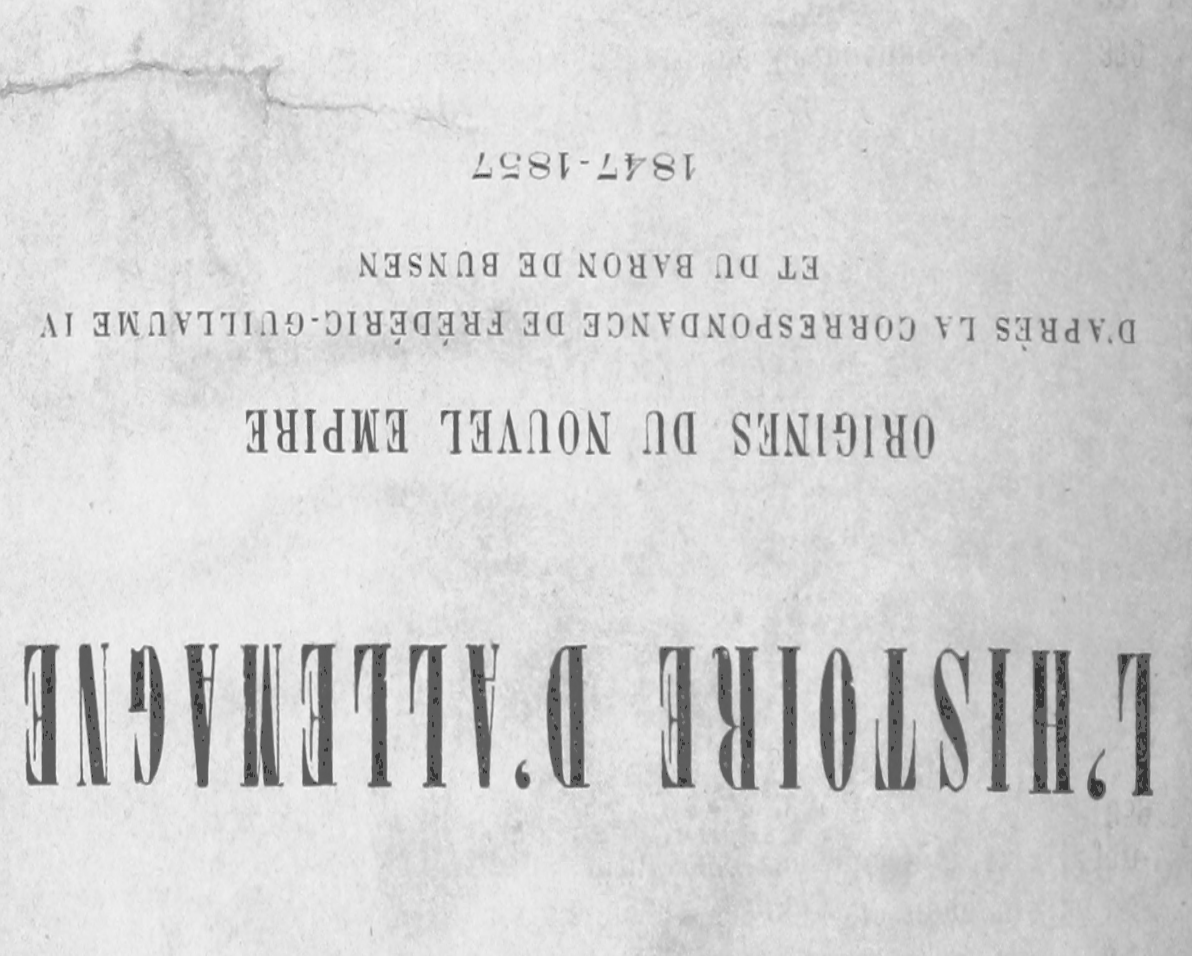 L'HISTOIRE D'ALLEMAGNE
ORIGINES DU NOUVEL EMPIRE
D'APRÈS LA CORRESPONDANCE DE FRÉDÉRIC-GUILLAUME IV
ET DU BARON DE BUNSEN
1847-1857